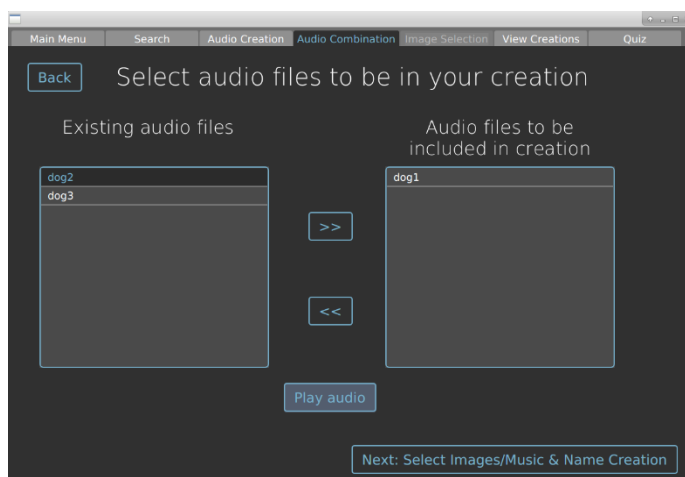 Main Menu Search Audio Creation Audio Combination Image Selection View Creations Quiz
Back Select audio files to be in your creation
Existing audio files
Audio files to be
included in creation
dog2
dog3
dog1
>>
<<
Play audio
Next: Select Images/Music & Name Creation